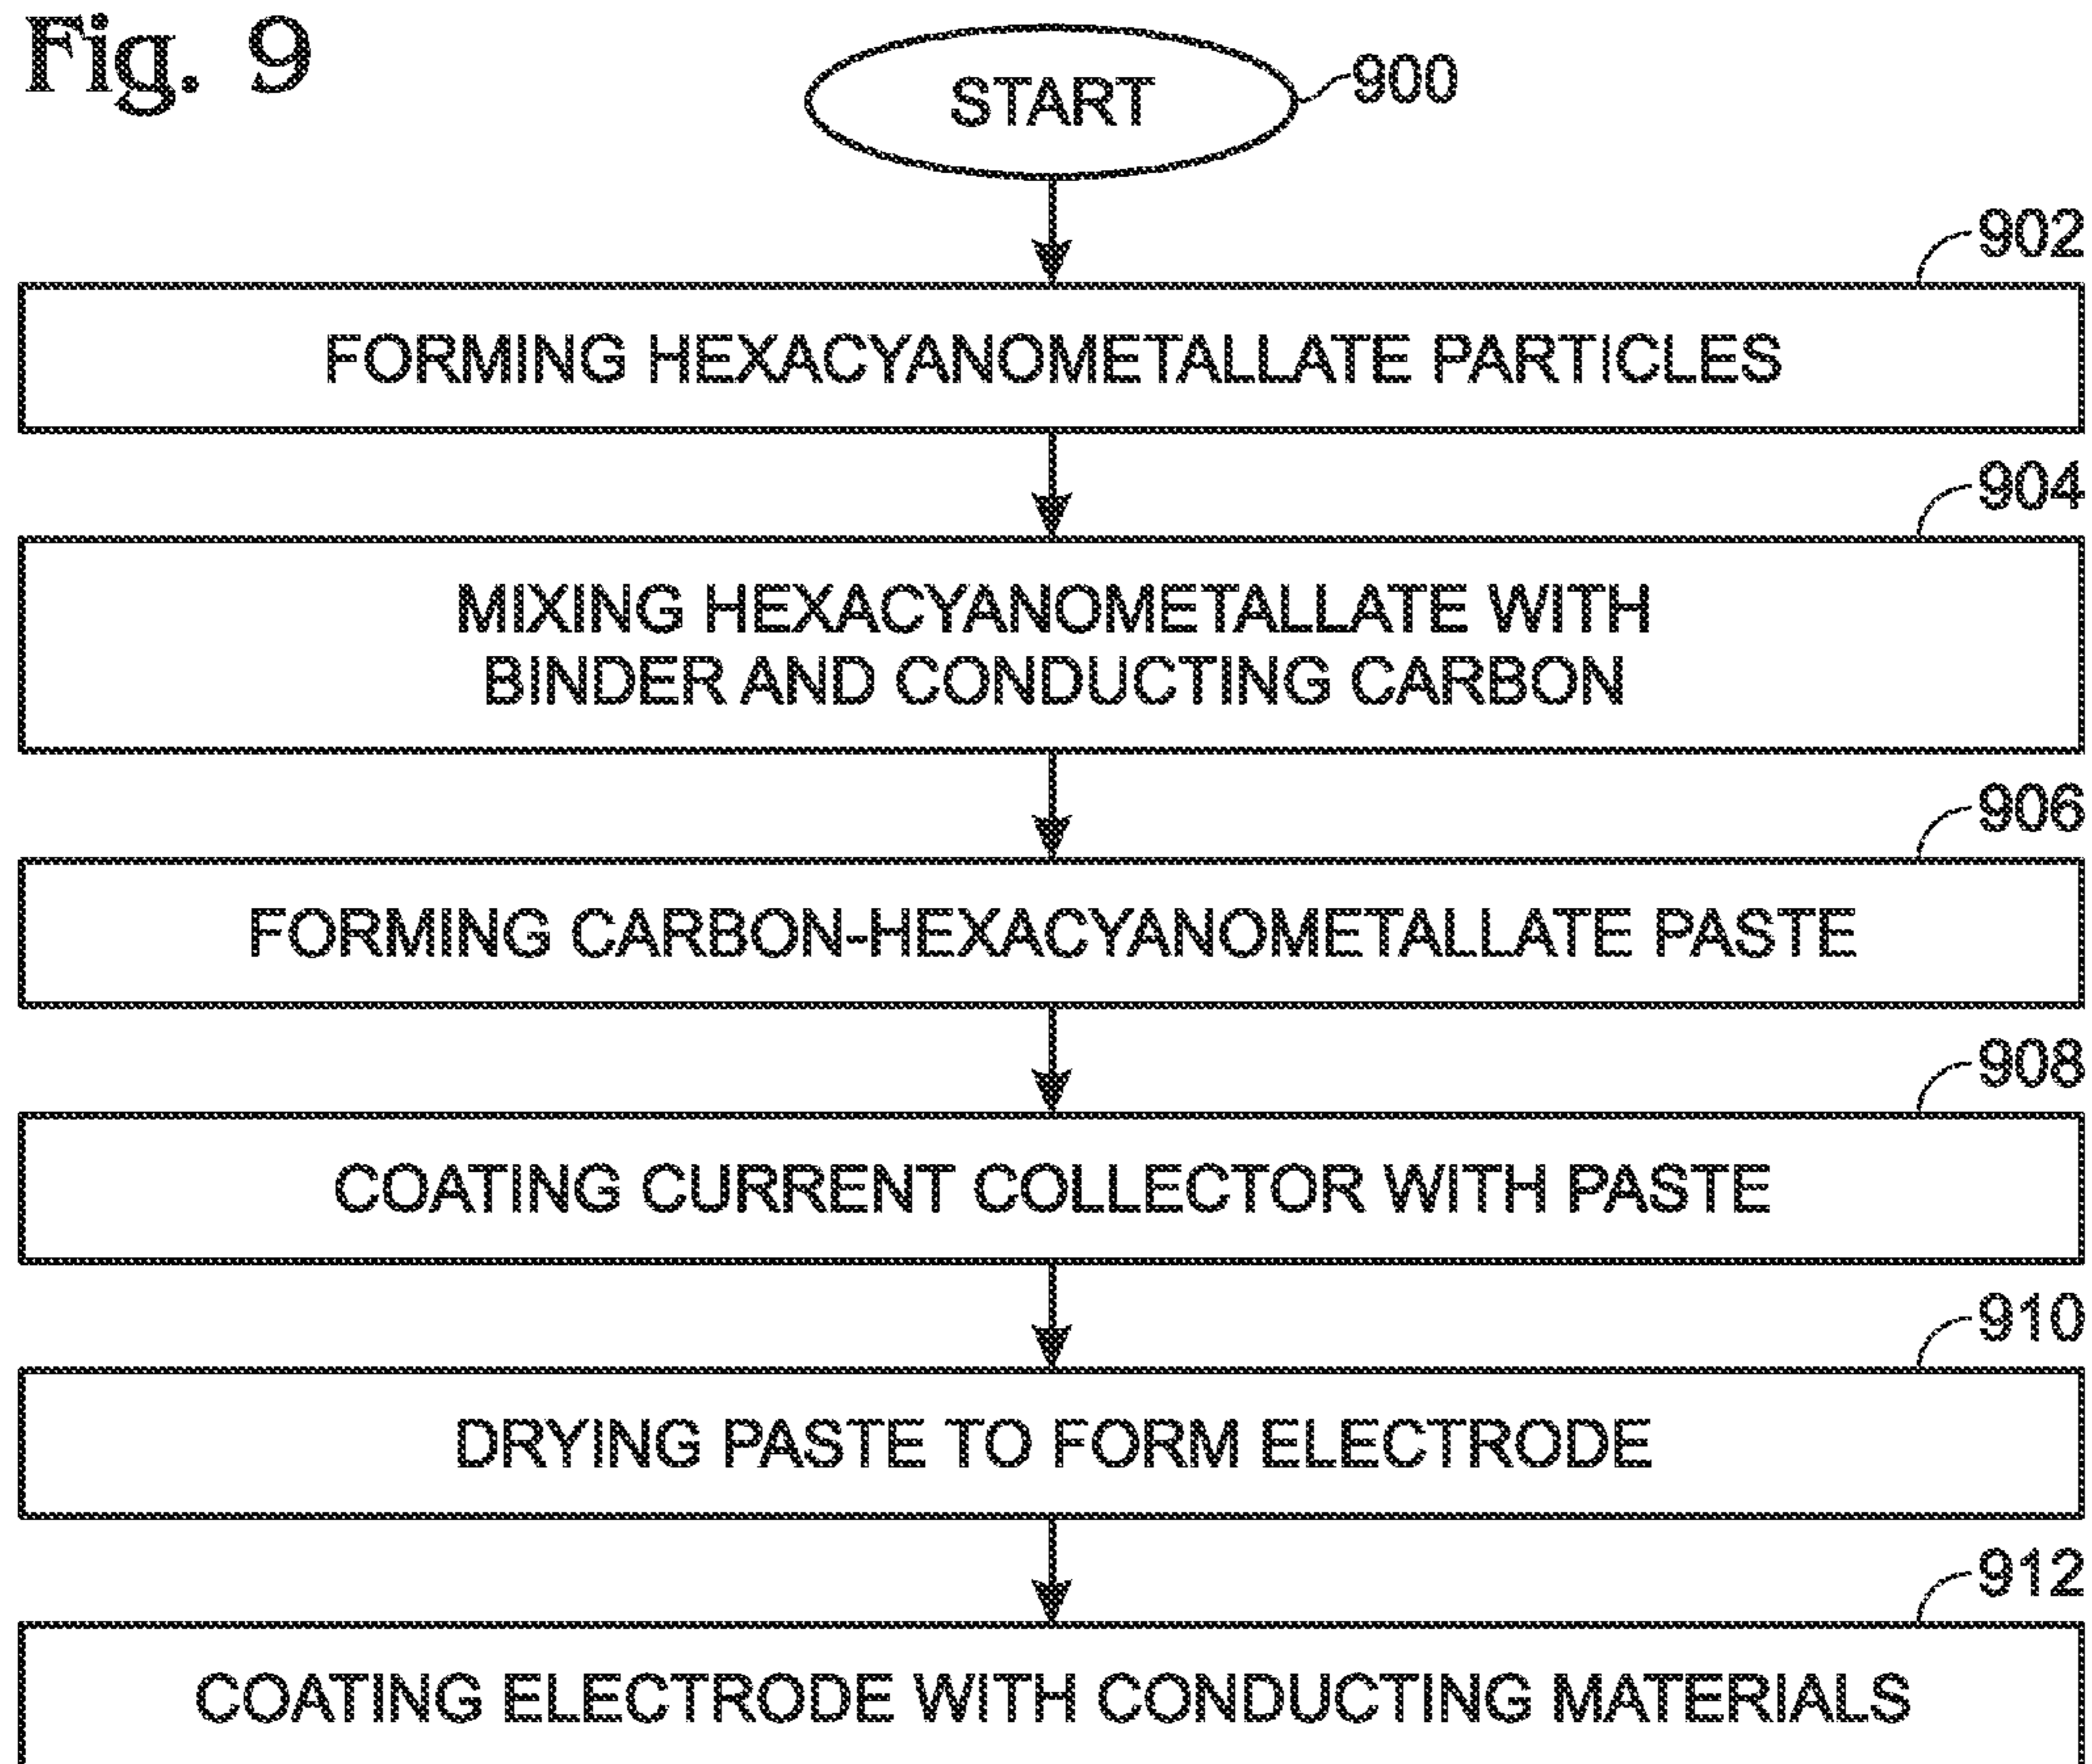 Fig. 9
START
900
902
FORMING HEXACYANOMETALLATE PARTICLES
904
MIXING HEXACYANOMETALLATE WITH
BINDER AND CONDUCTING CARBON
906
FORMING CARBON-HEXACYANOMETALLATE PASTE
908
COATING CURRENT COLLECTOR WITH PASTE
910
DRYING PASTE TO FORM ELECTRODE
912
COATING ELECTRODE WITH CONDUCTING MATERIALS